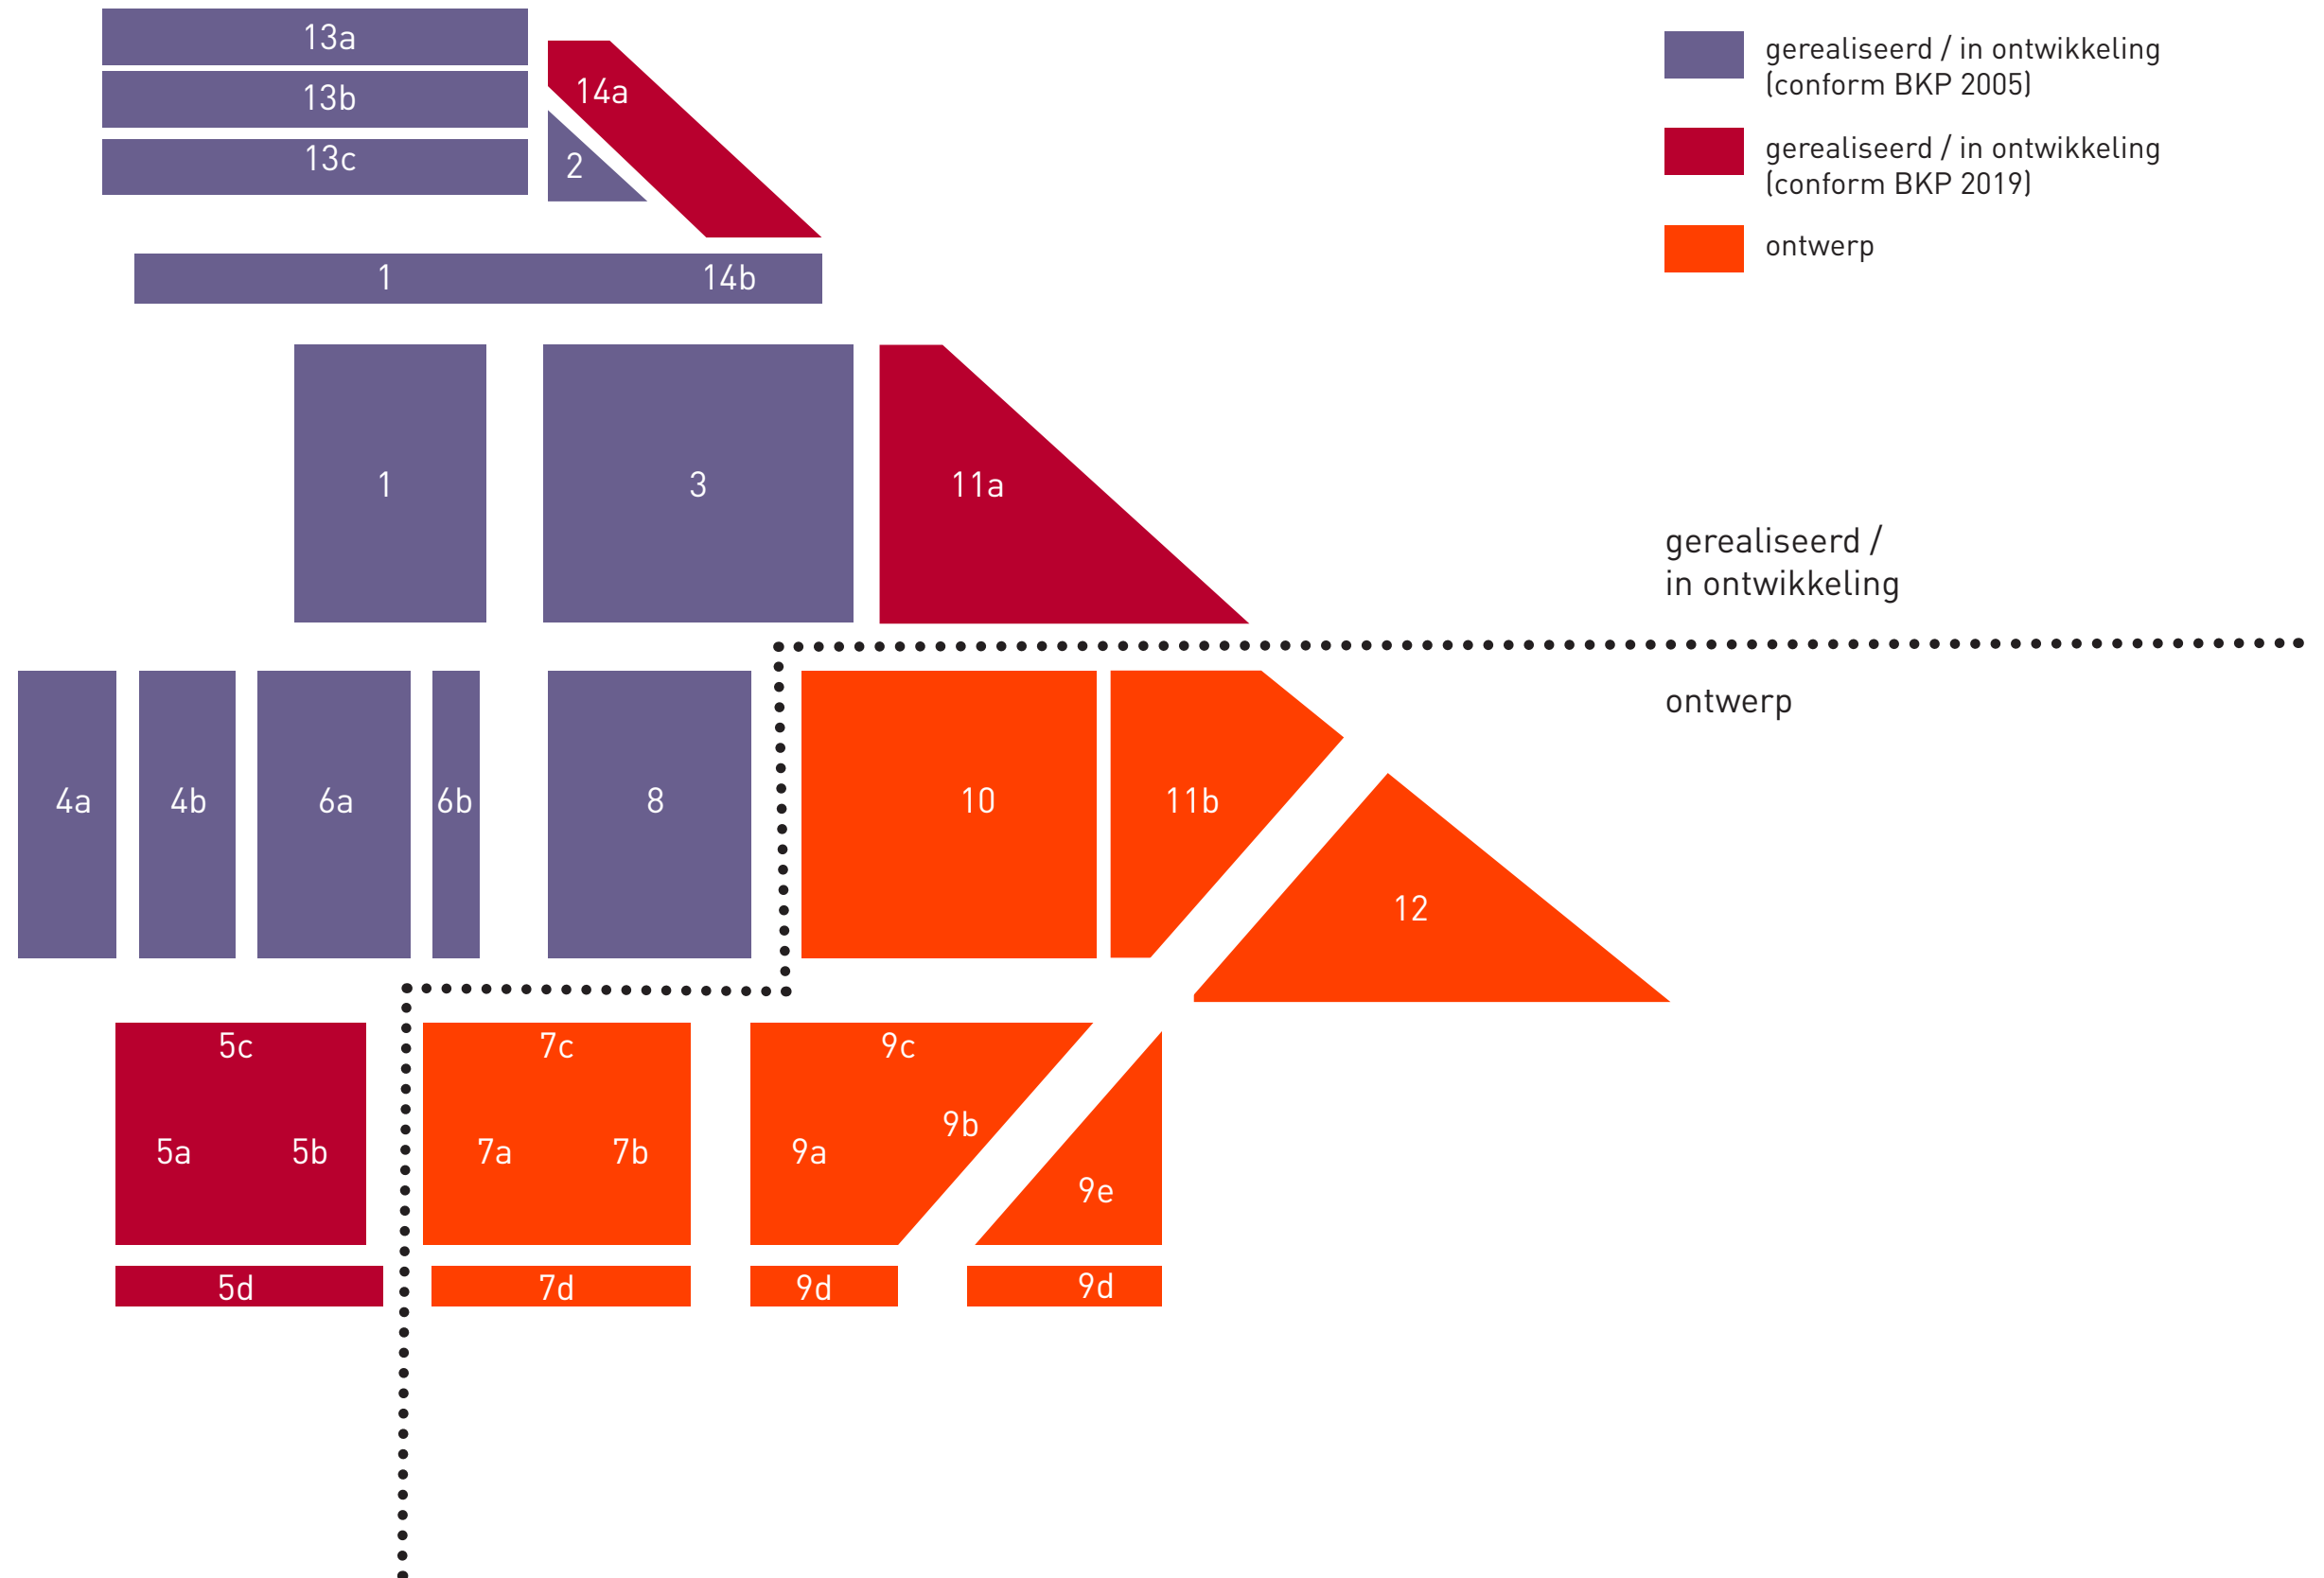 13a
13b
13c
14a
2
1
14b
1
3
11a
4a
4b
6a
6b
8
10
11b
12
5c
5a
5b
5d
7c
7a
7b
7d
9c
9b
9a
9e
9d
9d
gerealiseerd / in ontwikkeling
(conform BKP 2005)
gerealiseerd / in ontwikkeling
(conform BKP 2019)
ontwerp
gerealiseerd /
in ontwikkeling
ontwerp